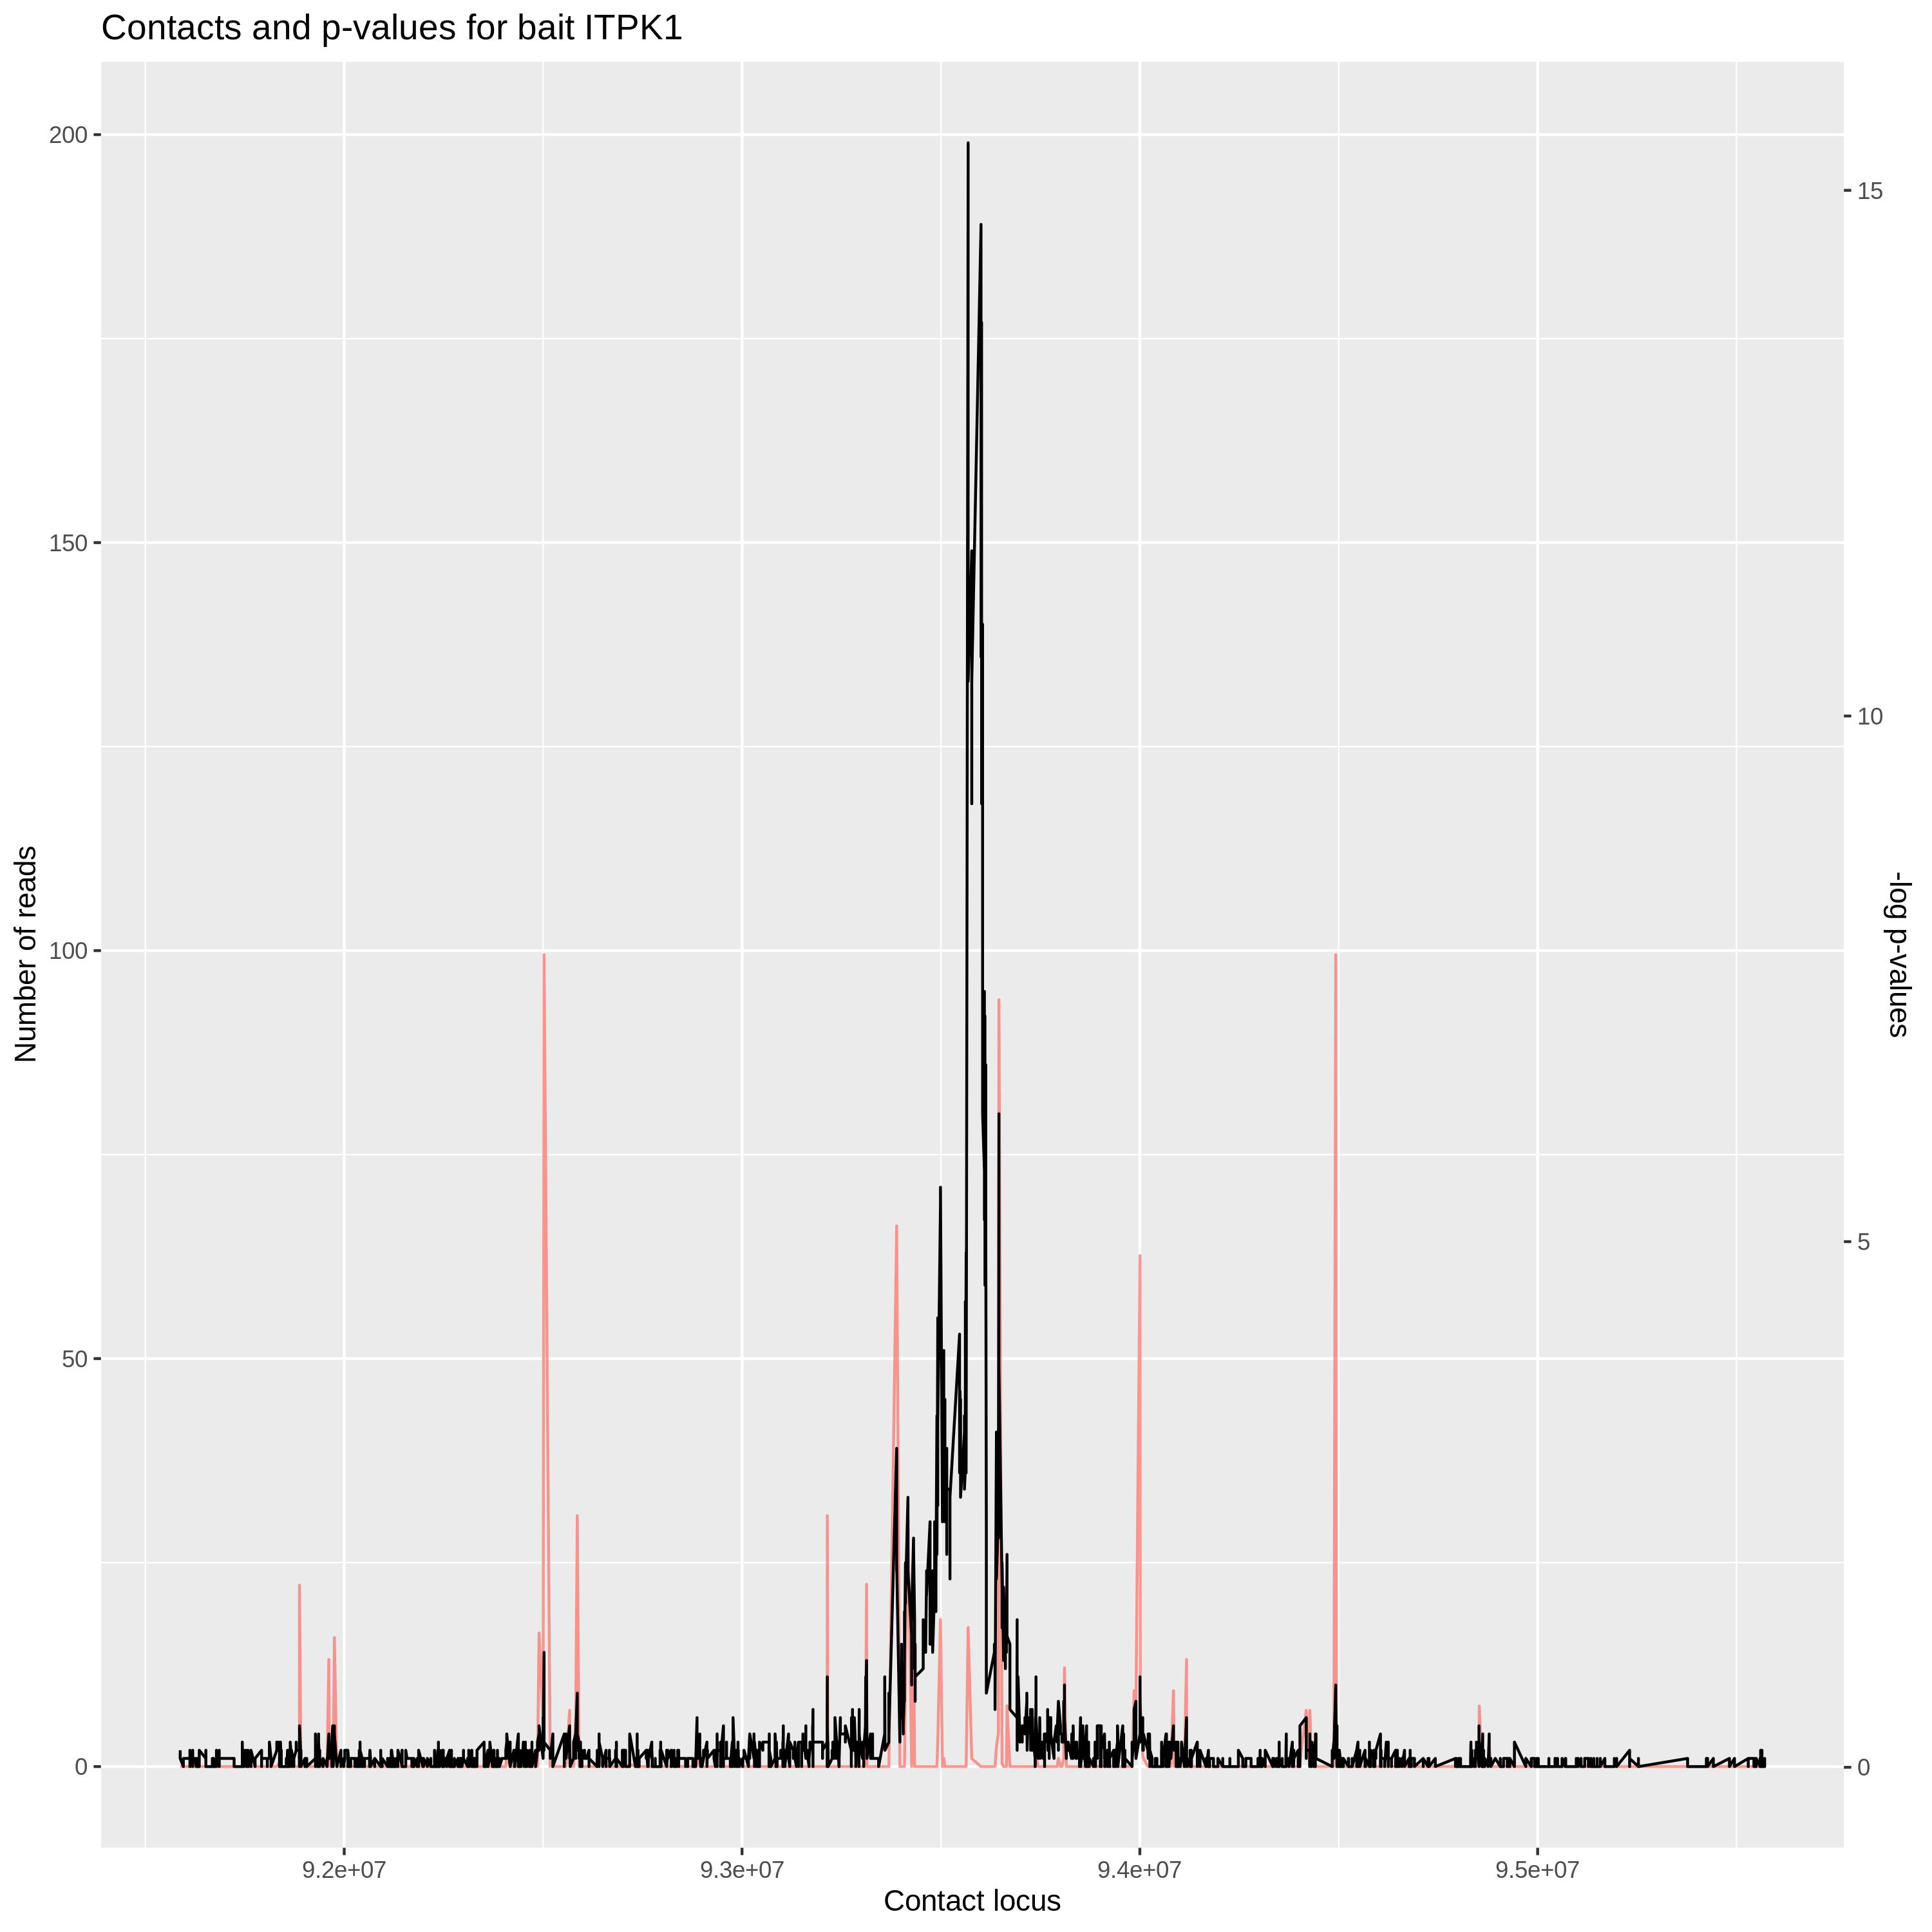 Contacts and p-values for bait ITPK1
200
150
100
50
0
Number of reads
15
10
5
0
-log p-values
9.2e+07
9.3e+07
9.4e+07
9.5e+07
Contact locus